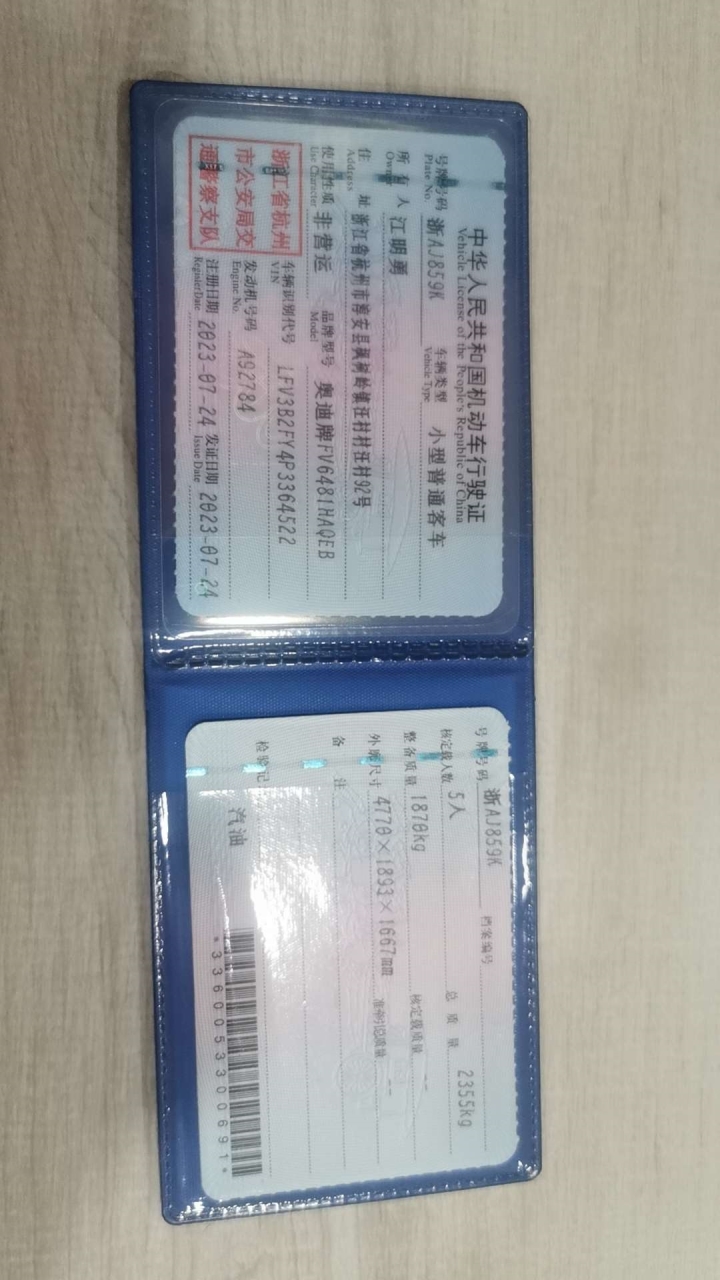 中华人民共和国机动车行驶证
Vehicle License of the People's Republic of China
号牌号码 浙AJ859K 车辆类型 小型普通客车
Plate No. Vehicle Type
所有人 江明勇
Owner
住址 浙江省杭州市淳安县枫树岭镇汪村村汪村92号
Address
使用性质 非营运 品牌型号 奥迪牌FV6481HAQEB
Use Character Model
浙江省杭州
市公安局交
通警察支队
车辆识别代号 LFV3B2FY4P3364522
VIN
发动机号码 A92784
Engine No.
注册日期 2023-07-24 发证日期 2023-07-24
Register Date Issue Date
号牌号码 浙AJ859K 档案编号
核定载人数 5人 总质量 2355kg
整备质量 1870kg 核定载质量 --
外廓尺寸 4770×1893×1667mm 准牵引总质量 --
备注
检验记
汽油
*3360053300691*